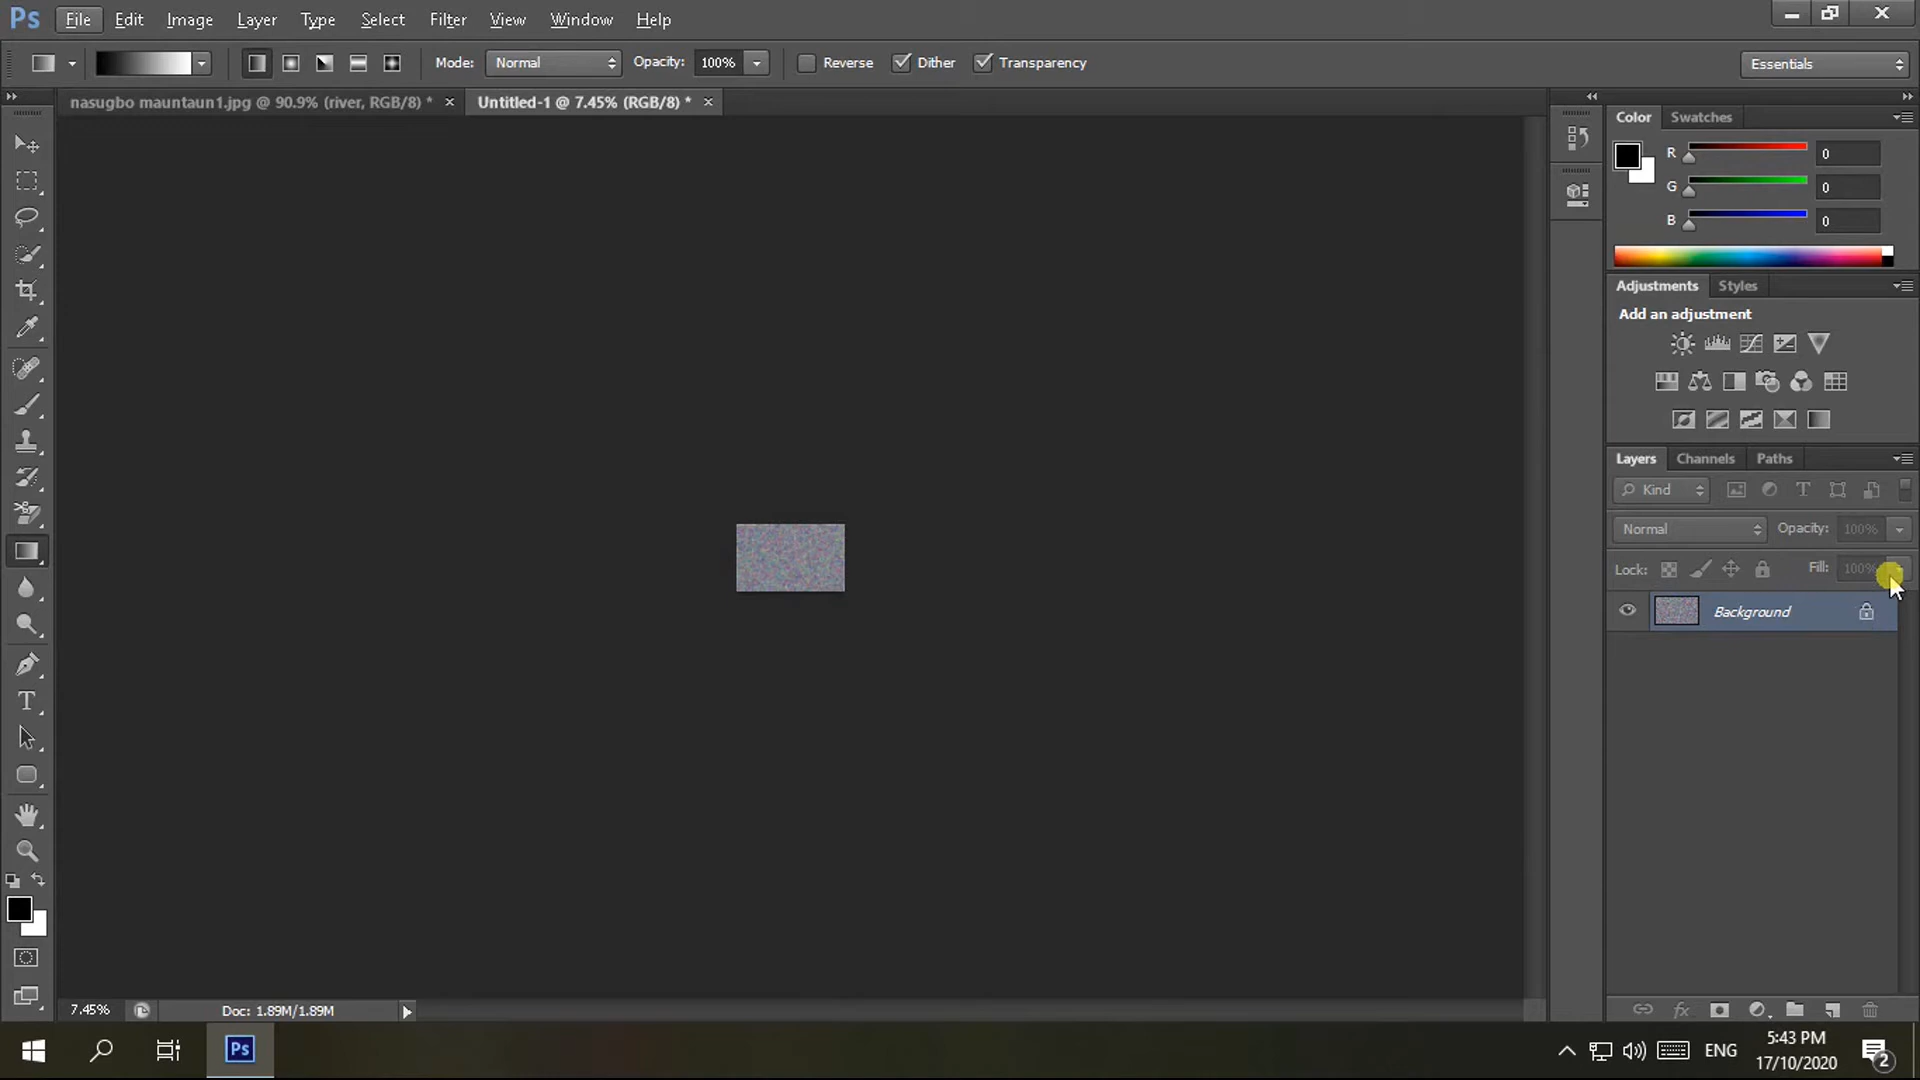 Ps File Edit Image Layer Type Select Filter View Window Help
Mode: Normal Opacity: 100% Reverse Dither Transparency Essentials
nasugbo mauntaun1.jpg @ 90.9% (river, RGB/8) * × Untitled-1 @ 7.45% (RGB/8) * ×
Color Swatches
R 0
G 0
B 0
Adjustments Styles
Add an adjustment
Layers Channels Paths
Kind
Normal Opacity: 100%
Lock: Fill: 100%
Background
7.45% Doc: 1.89M/1.89M
Ps ENG 5:43 PM
17/10/2020
2